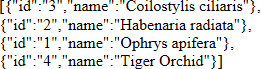 [{"id":"3","name":"Coilostylis ciliaris"},
{"id":"2","name":"Habenaria radiata"},
{"id":"1","name":"Ophrys apifera"},
{"id":"4","name":"Tiger Orchid"}]